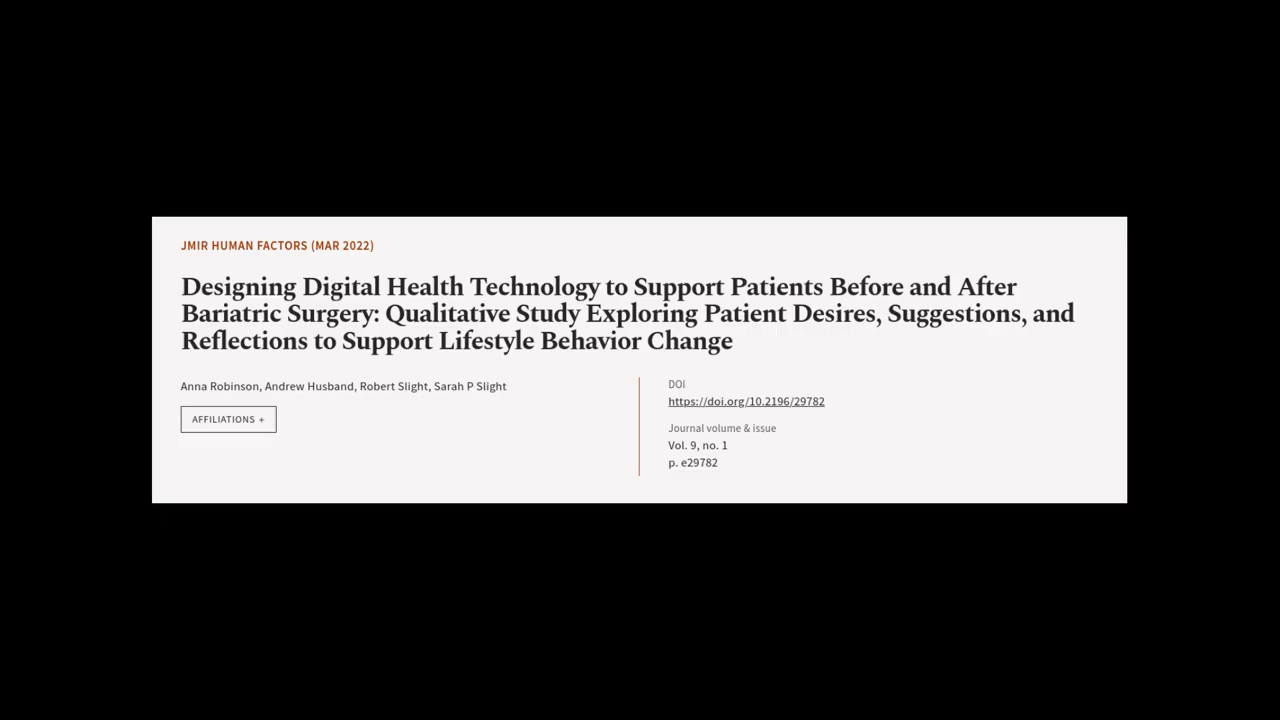 JMIR HUMAN FACTORS (MAR 2022)
Designing Digital Health Technology to Support Patients Before and After
Bariatric Surgery: Qualitative Study Exploring Patient Desires, Suggestions, and
Reflections to Support Lifestyle Behavior Change
Anna Robinson, Andrew Husband, Robert Slight, Sarah P Slight
AFFILIATIONS +
DOI
https://doi.org/10.2196/29782
Journal volume & issue
Vol. 9, no. 1
p. e29782